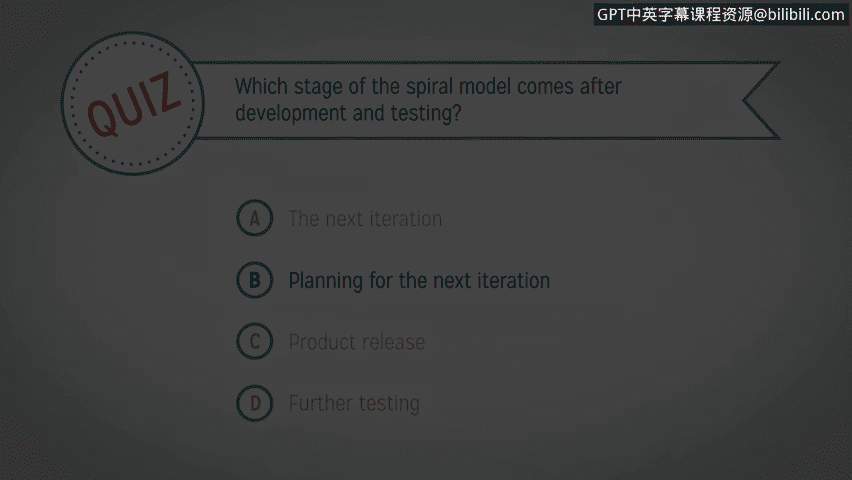 GPT中英字幕课程资源@bilibili.com
QUIZ
Which stage of the spiral model comes after
development and testing?
A The next iteration
B Planning for the next iteration
C Product release
D Further testing